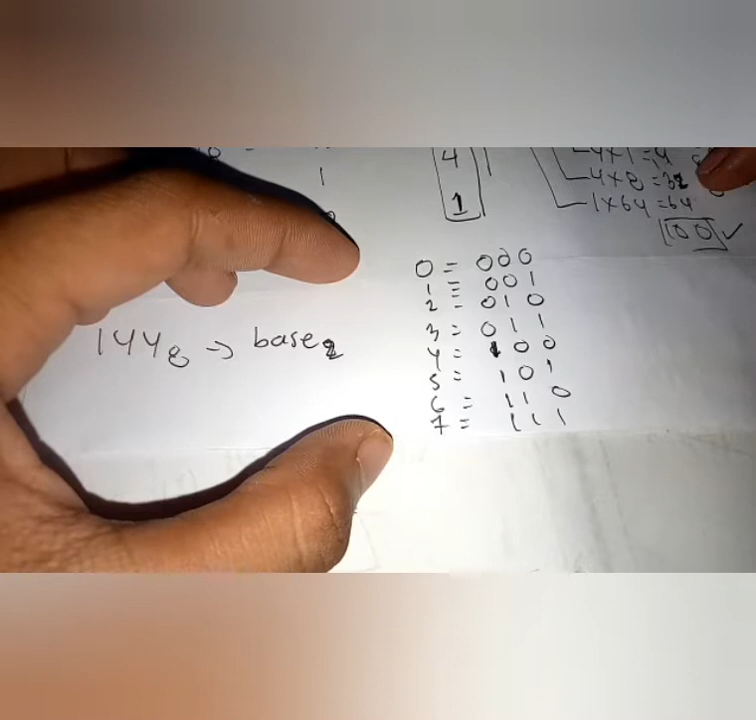 1
4
1
4×1=4
4×8=32
1×64=64
100 ✓
144₈ → base₂
0 = 000
1 = 001
2 = 010
3 = 011
4 = 100
5 = 101
6 = 110
7 = 111